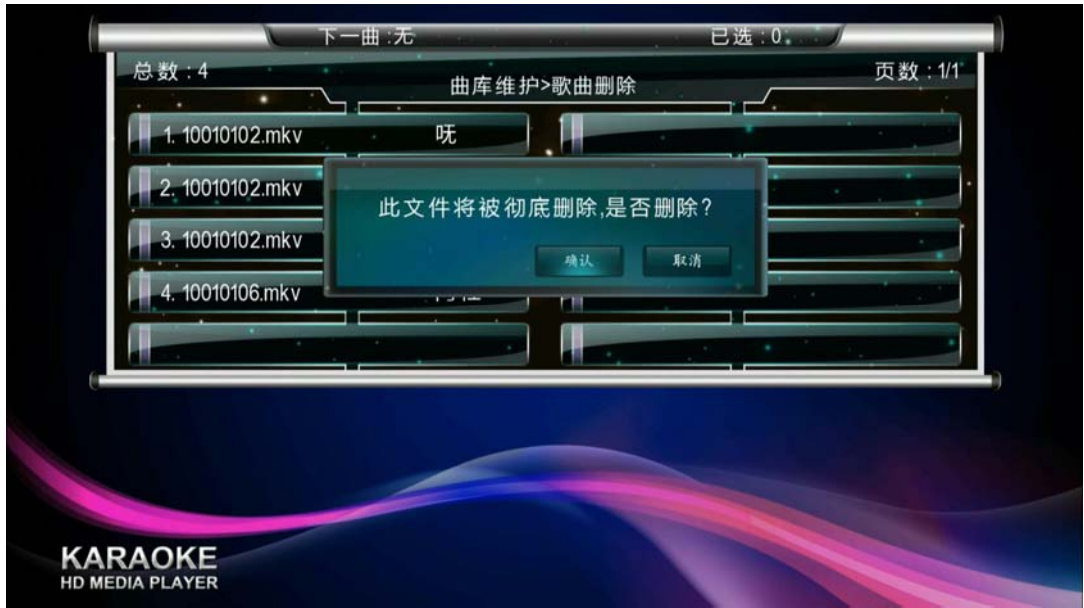 下一曲:无 已选:0
总数:4 页数:1/1
曲库维护>歌曲删除
1. 10010102.mkv 呒
2. 10010102.mkv
3. 10010102.mkv
4. 10010106.mkv
此文件将被彻底删除,是否删除?
确认 取消
KARAOKE
HD MEDIA PLAYER